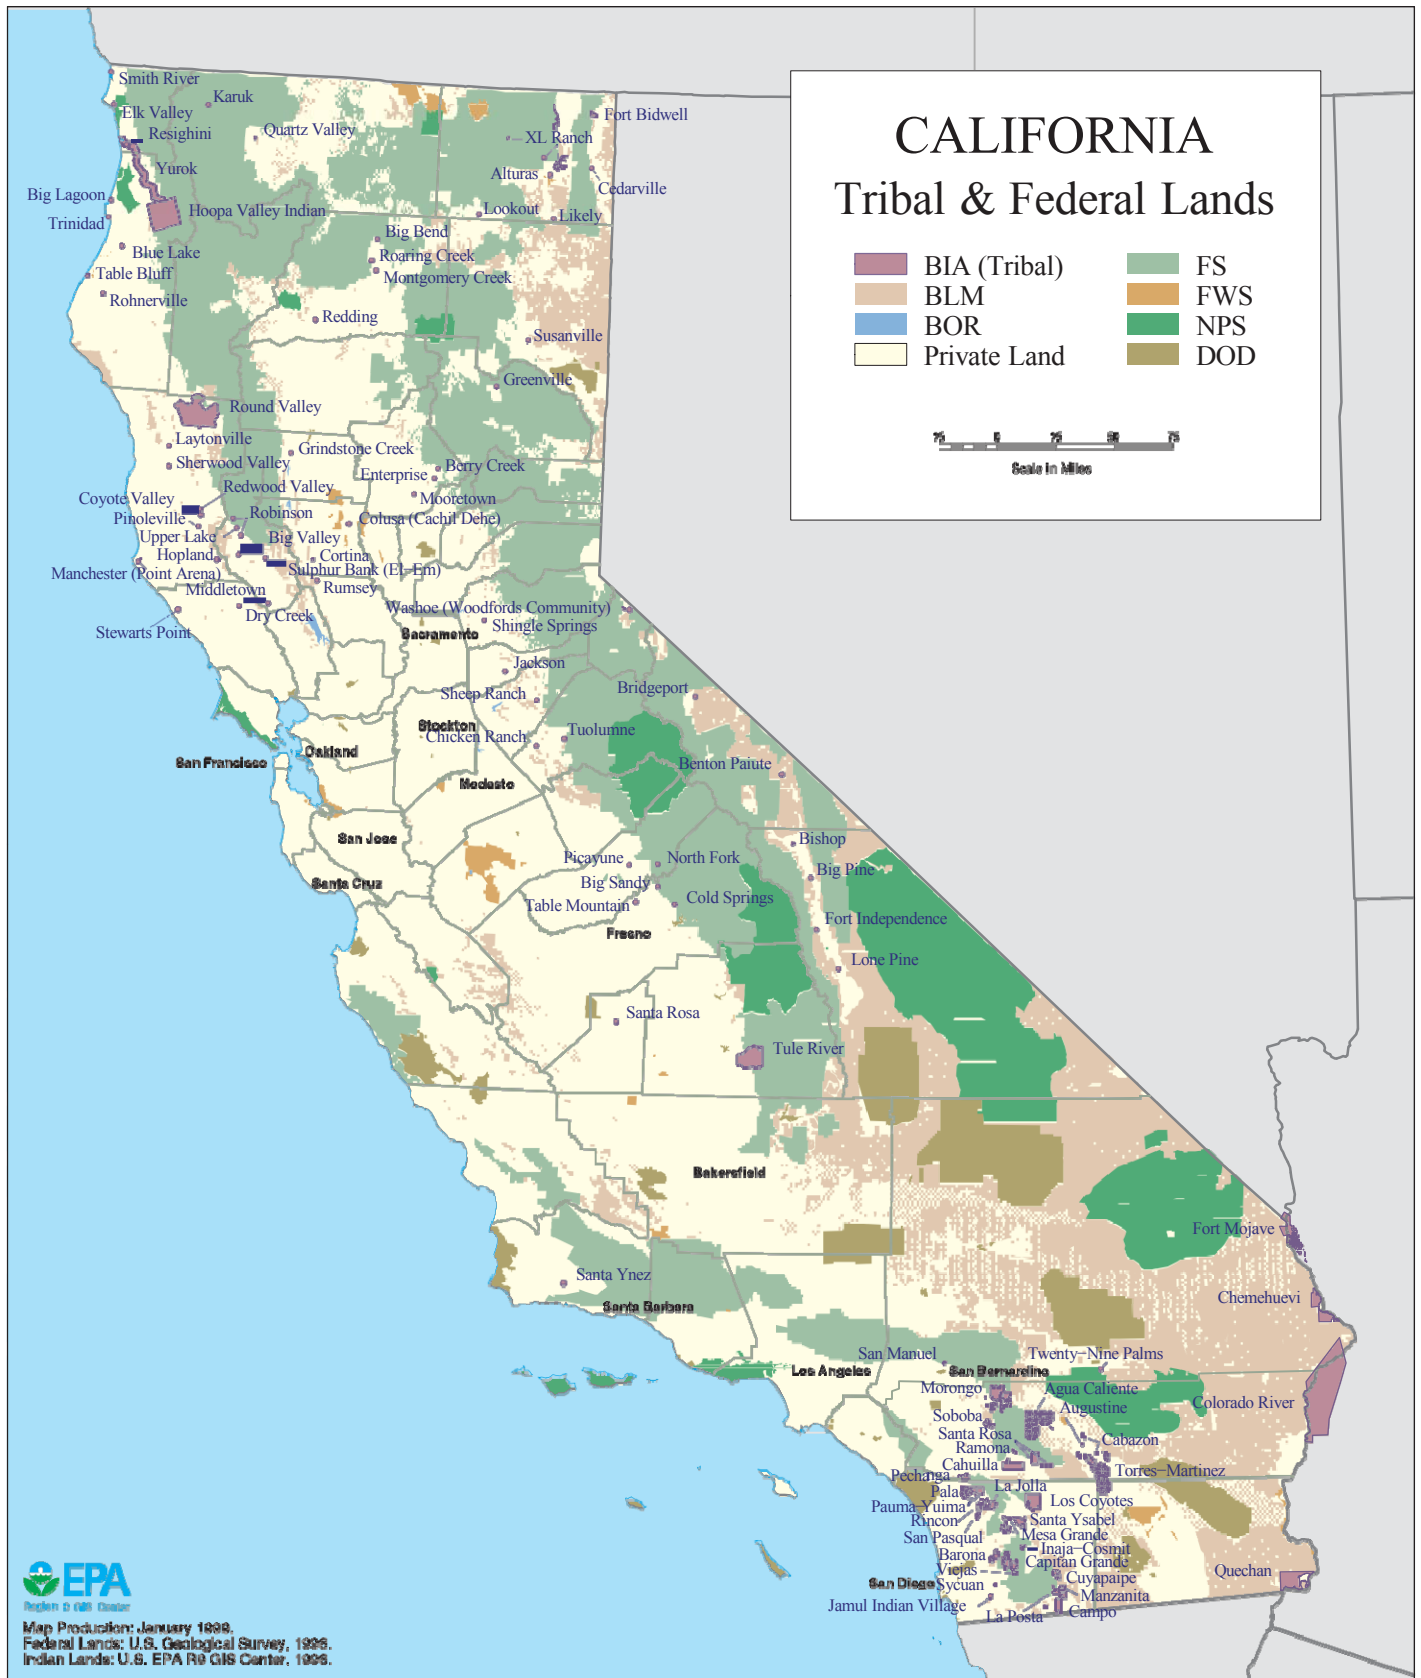 CALIFORNIA
Tribal & Federal Lands
BIA (Tribal)
BLM
BOR
Private Land
FS
FWS
NPS
DOD
Scale in Miles
Smith River
Karuk
Elk Valley
Resighini
Quartz Valley
Fort Bidwell
XL Ranch
Yurok
Alturas
Cedarville
Big Lagoon
Hoopa Valley Indian
Lookout
Likely
Trinidad
Big Bend
Blue Lake
Roaring Creek
Table Bluff
Montgomery Creek
Rohnerville
Redding
Susanville
Greenville
Round Valley
Laytonville
Grindstone Creek
Sherwood Valley
Berry Creek
Enterprise
Redwood Valley
Coyote Valley
Mooretown
Pinoleville
Robinson
Colusa (Cachil Dehe)
Upper Lake
Big Valley
Hopland
Cortina
Manchester (Point Arena)
Sulphur Bank (El-Em)
Middletown
Rumsey
Washoe (Woodfords Community)
Dry Creek
Shingle Springs
Stewarts Point
Sacramento
Jackson
Sheep Ranch
Bridgeport
Stockton
Chicken Ranch
Tuolumne
Oakland
San Francisco
Benton Paiute
Modesto
San Jose
Bishop
Picayune
North Fork
Big Pine
Santa Cruz
Big Sandy
Table Mountain
Cold Springs
Fort Independence
Fresno
Lone Pine
Santa Rosa
Tule River
Bakersfield
Fort Mojave
Santa Ynez
Chemehuevi
Santa Barbara
San Manuel
Twenty-Nine Palms
Los Angeles
San Bernardino
Morongo
Agua Caliente
Colorado River
Augustine
Soboba
Santa Rosa
Cabazon
Ramona
Cahuilla
Torres-Martinez
Pechanga
La Jolla
Pala
Los Coyotes
Pauma-Yuima
Rincon
Santa Ysabel
San Pasqual
Mesa Grande
Inaja-Cosmit
Barona
Capitan Grande
Viejas
Quechan
San Diego
Sycuan
Cuyapaipe
Manzanita
Jamul Indian Village
La Posta
Campo
EPA
Region 9 GIS Center
Map Production: January 1998.
Federal Lands: U.S. Geological Survey, 1996.
Indian Lands: U.S. EPA R9 GIS Center, 1996.